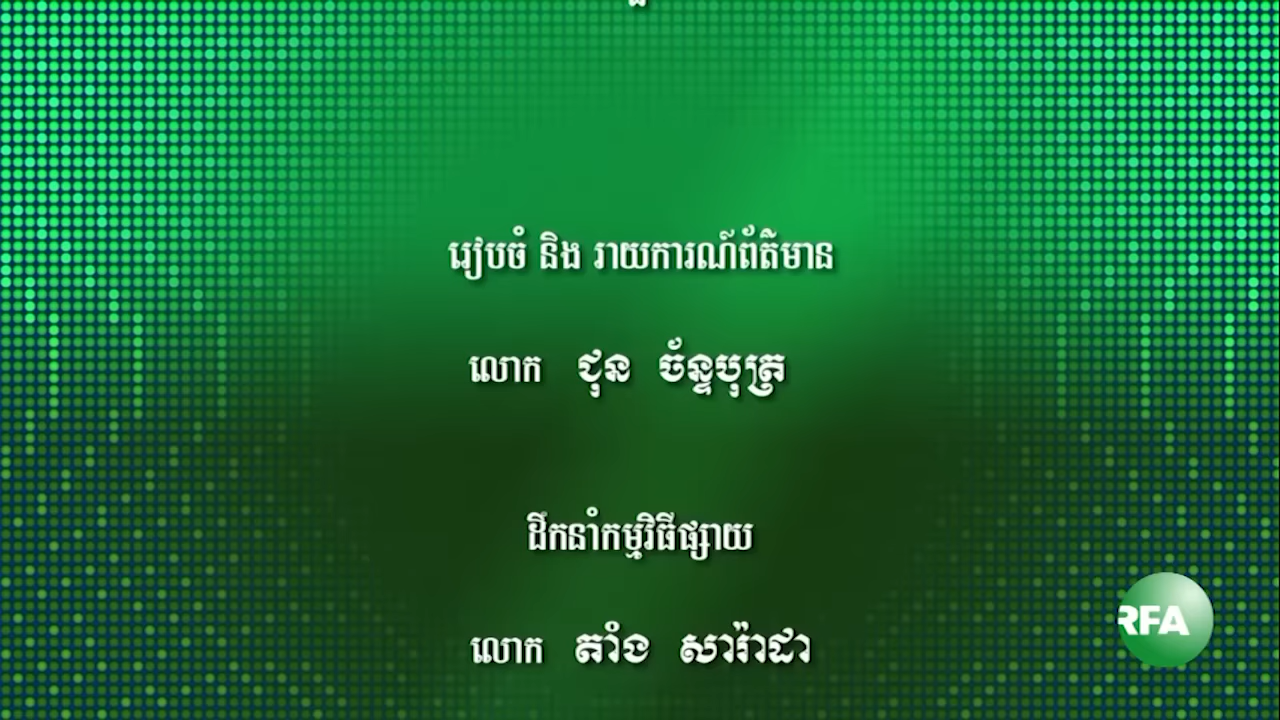 រៀបចំ និង រាយការណ៍ព័ត៌មាន
លោក ជុន ច័ន្ទបុត្រ
ដឹកនាំកម្មវិធីផ្សាយ
លោក តាំង សារ៉ាដា
RFA